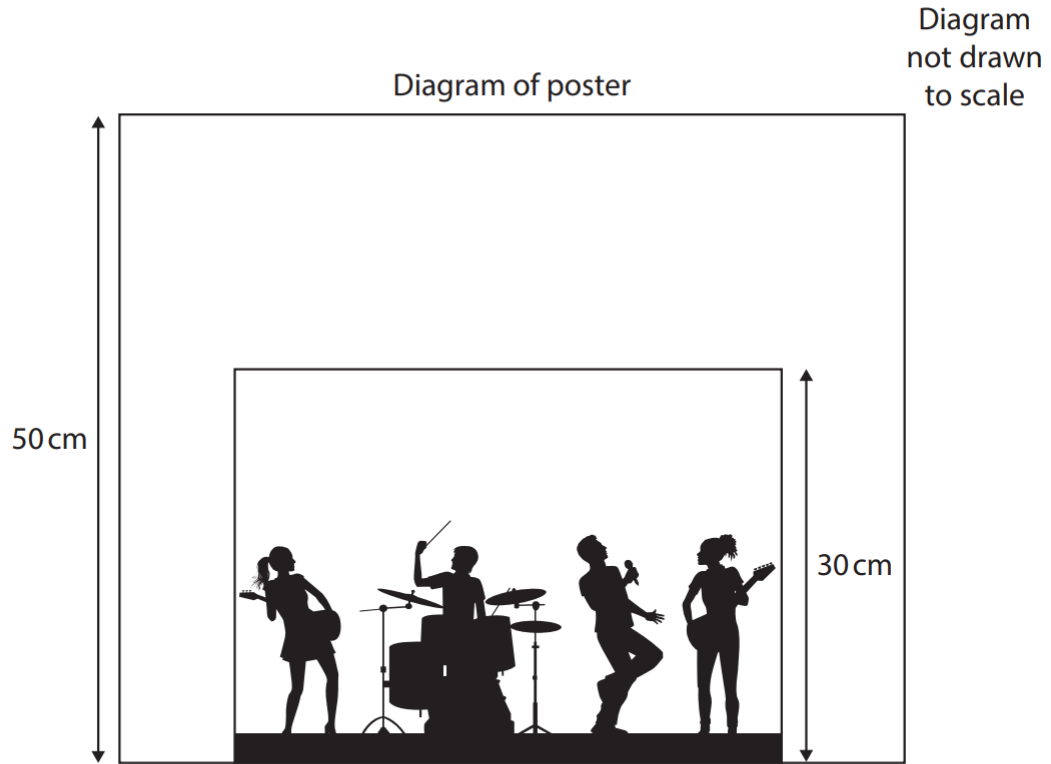 Diagram
not drawn
to scale
Diagram of poster
50 cm
30 cm